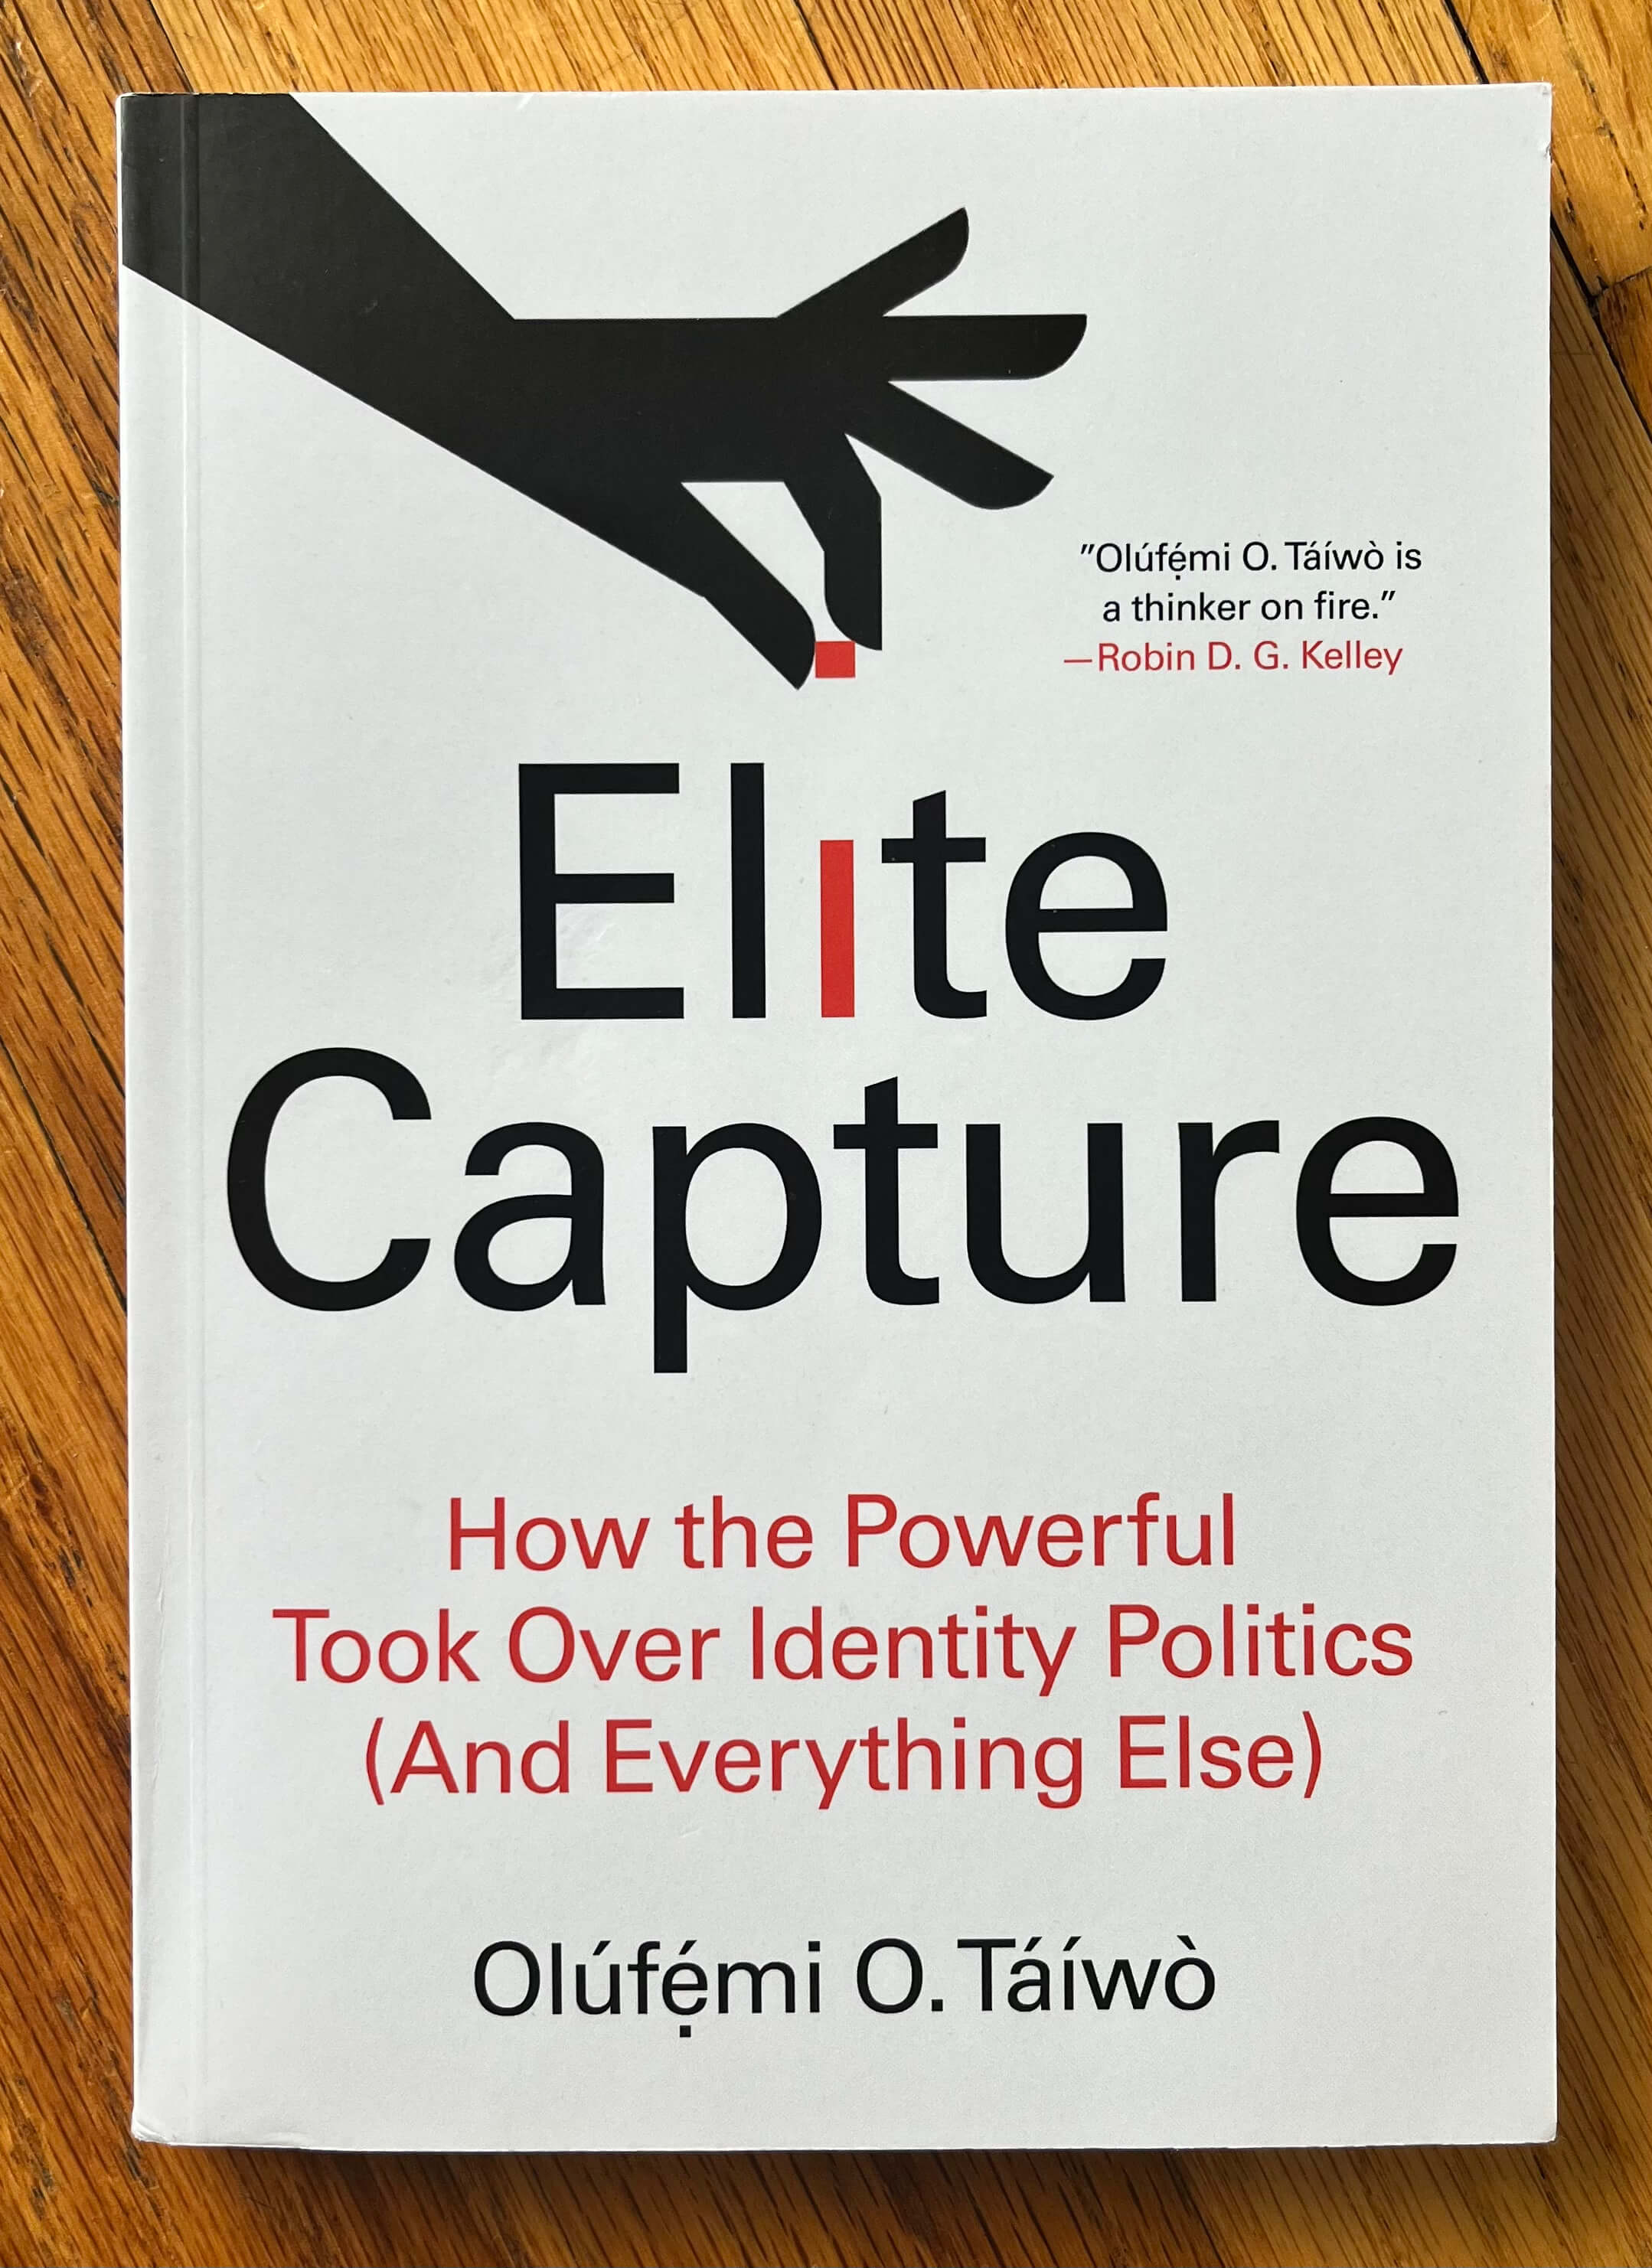 "Olúfẹ́mi O. Táíwò is
a thinker on fire."
—Robin D. G. Kelley
Elite
Capture
How the Powerful
Took Over Identity Politics
(And Everything Else)
Olúfẹ́mi O. Táíwò